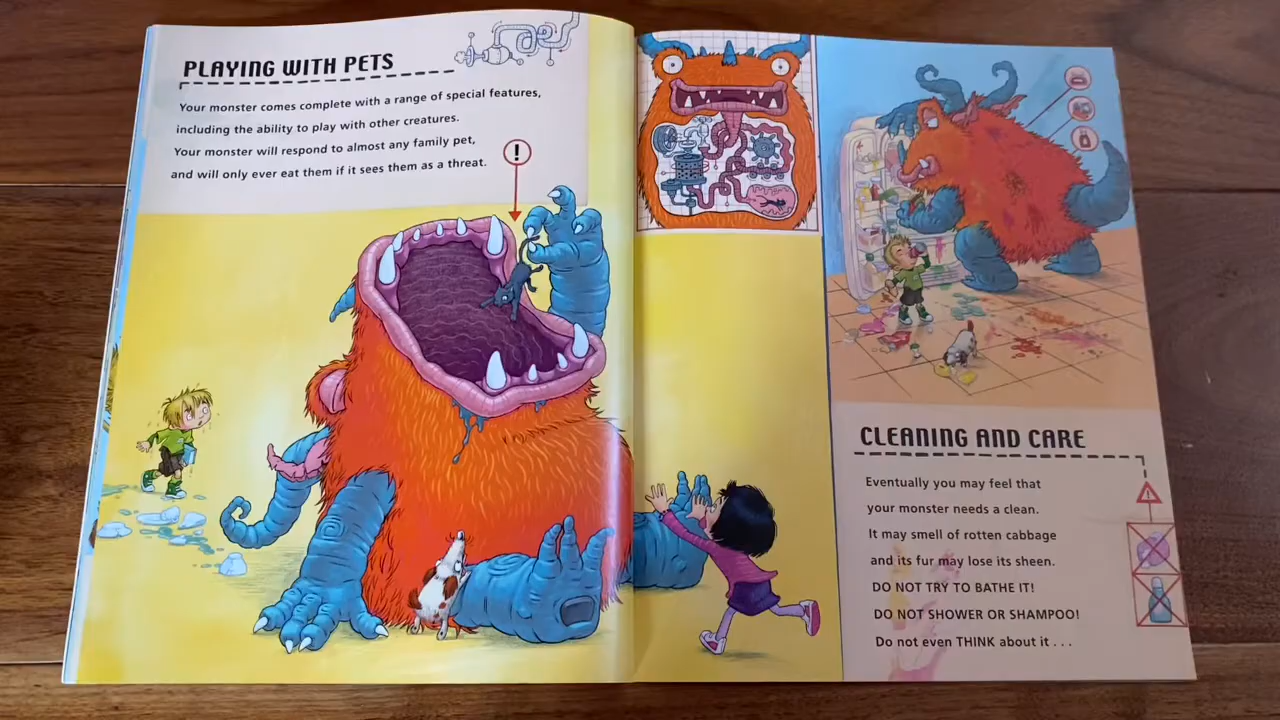 PLAYING WITH PETS
Your monster comes complete with a range of special features,
including the ability to play with other creatures.
Your monster will respond to almost any family pet,
and will only ever eat them if it sees them as a threat.
!
CLEANING AND CARE
Eventually you may feel that
your monster needs a clean.
It may smell of rotten cabbage
and its fur may lose its sheen.
DO NOT TRY TO BATHE IT!
DO NOT SHOWER OR SHAMPOO!
Do not even THINK about it . . .
!